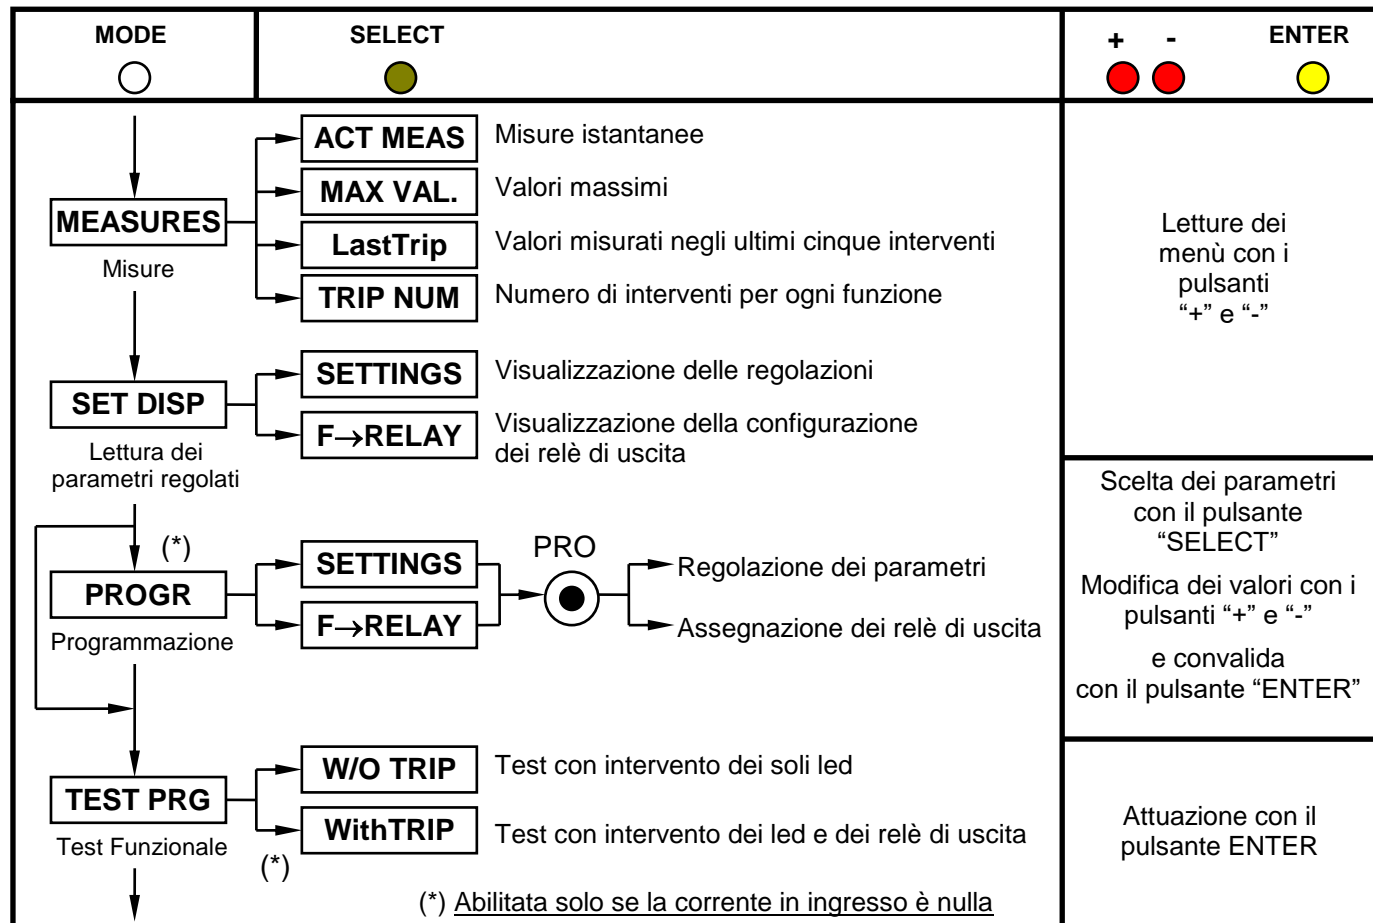 MODE
SELECT
+ -
ENTER
MEASURES
Misure
ACT MEAS
Misure istantanee
MAX VAL.
Valori massimi
LastTrip
Valori misurati negli ultimi cinque interventi
TRIP NUM
Numero di interventi per ogni funzione
Letture dei
menù con i
pulsanti
“+” e “-”
SET DISP
Lettura dei
parametri regolati
SETTINGS
Visualizzazione delle regolazioni
F→RELAY
Visualizzazione della configurazione
dei relè di uscita
(*)
PROGR
Programmazione
SETTINGS
F→RELAY
PRO
Regolazione dei parametri
Assegnazione dei relè di uscita
Scelta dei parametri
con il pulsante
“SELECT”
Modifica dei valori con i
pulsanti “+” e “-”
e convalida
con il pulsante “ENTER”
TEST PRG
Test Funzionale
W/O TRIP
Test con intervento dei soli led
WithTRIP
Test con intervento dei led e dei relè di uscita
(*)
Attuazione con il
pulsante ENTER
(*) Abilitata solo se la corrente in ingresso è nulla